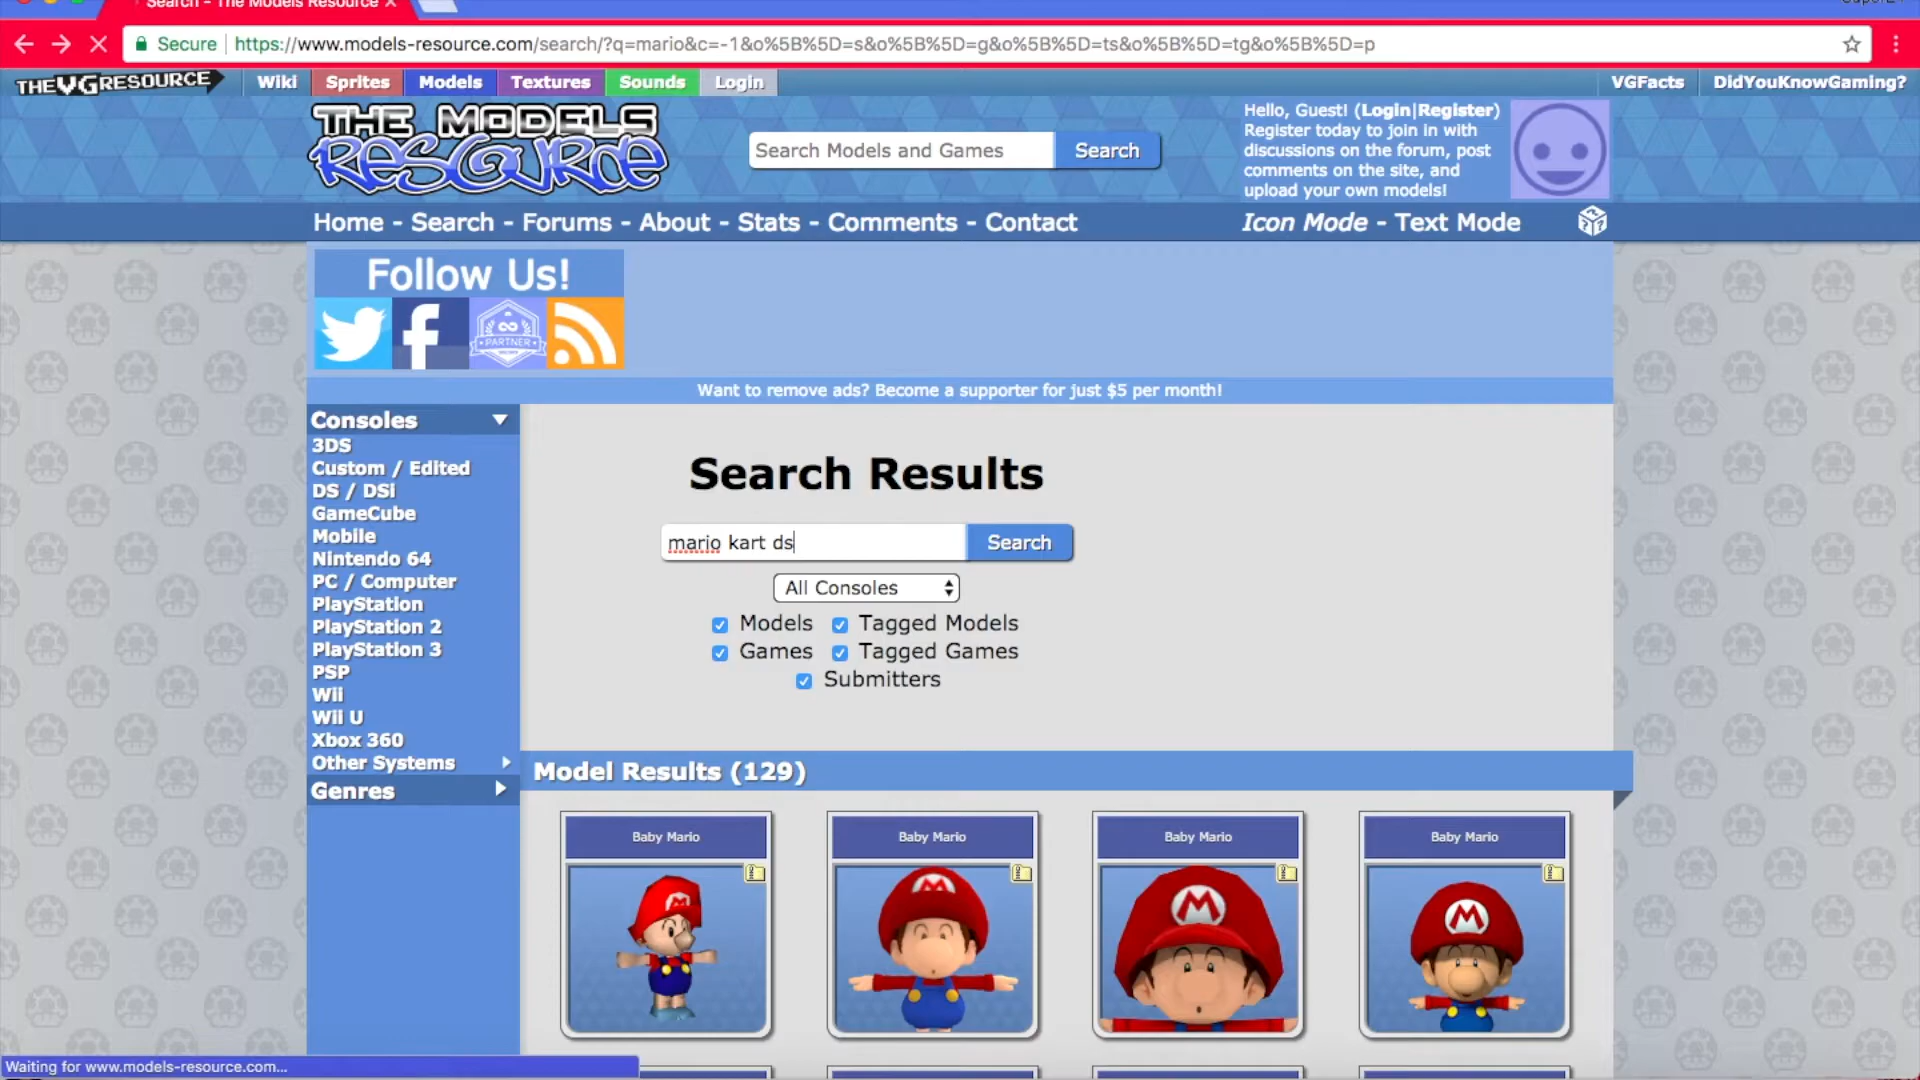 Search - The Models Resource ×
Secure https://www.models-resource.com/search/?q=mario&c=-1&o%5B%5D=s&o%5B%5D=g&o%5B%5D=ts&o%5B%5D=tg&o%5B%5D=p
THE VG RESOURCE Wiki Sprites Models Textures Sounds Login VGFacts DidYouKnowGaming?
THE MODELS
RESOURCE
Search Models and Games Search
Hello, Guest! (Login|Register)
Register today to join in with
discussions on the forum, post
comments on the site, and
upload your own models!
Home - Search - Forums - About - Stats - Comments - Contact Icon Mode - Text Mode
Follow Us!
PARTNER
Want to remove ads? Become a supporter for just $5 per month!
Consoles
3DS
Custom / Edited
DS / DSi
GameCube
Mobile
Nintendo 64
PC / Computer
PlayStation
PlayStation 2
PlayStation 3
PSP
Wii
Wii U
Xbox 360
Other Systems
Genres
Search Results
mario kart ds Search
All Consoles
Models Tagged Models
Games Tagged Games
Submitters
Model Results (129)
Baby Mario Baby Mario Baby Mario Baby Mario
Waiting for www.models-resource.com...